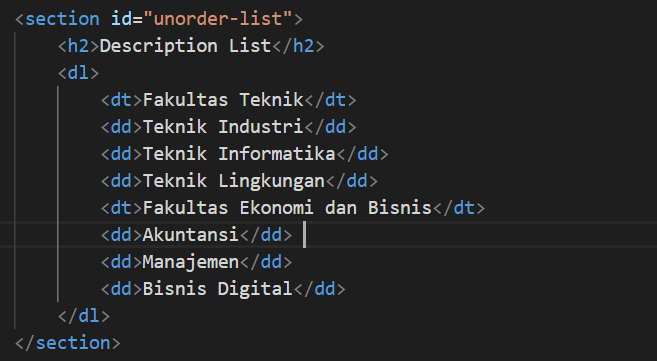 <section id="unorder-list">
<h2>Description List</h2>
<dl>
<dt>Fakultas Teknik</dt>
<dd>Teknik Industri</dd>
<dd>Teknik Informatika</dd>
<dd>Teknik Lingkungan</dd>
<dt>Fakultas Ekonomi dan Bisnis</dt>
<dd>Akuntansi</dd>
<dd>Manajemen</dd>
<dd>Bisnis Digital</dd>
</dl>
</section>